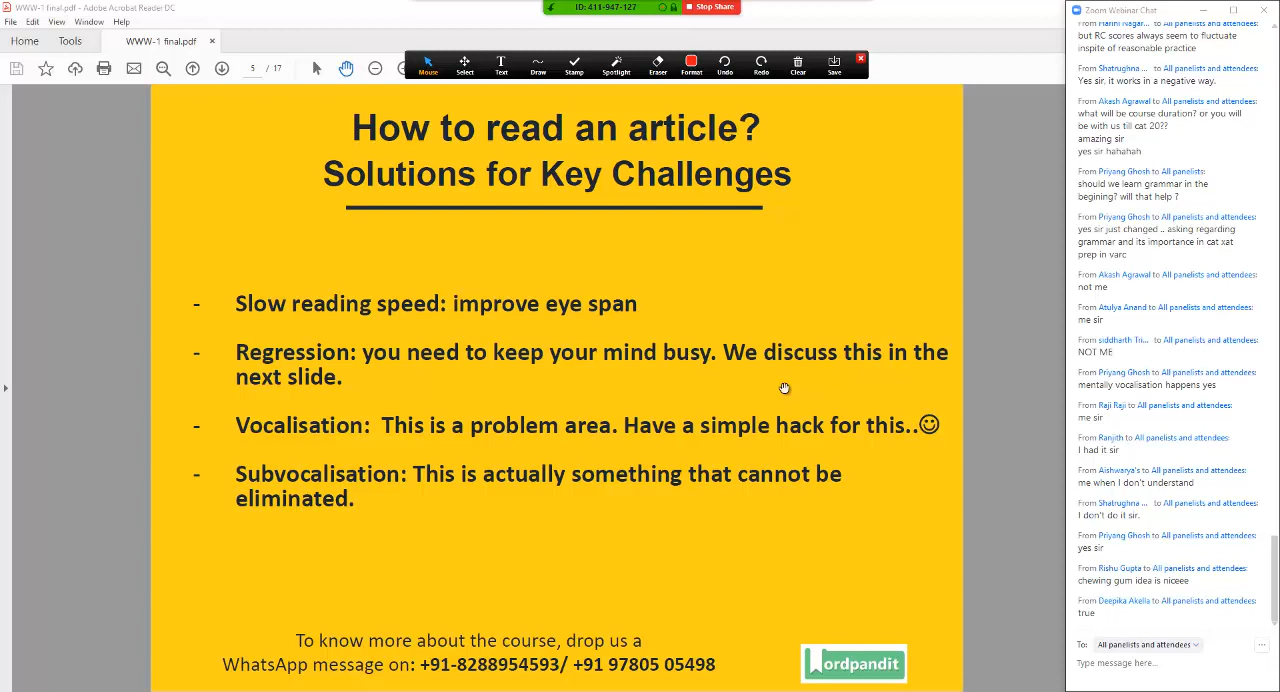 WWW-1 final.pdf - Adobe Acrobat Reader DC
File Edit View Window Help
Home Tools WWW-1 final.pdf ×
5 / 17
ID: 411-947-127 Stop Share
Mouse Select Text Draw Stamp Spotlight Eraser Format Undo Redo Clear Save
How to read an article?
Solutions for Key Challenges
- Slow reading speed: improve eye span
- Regression: you need to keep your mind busy. We discuss this in the
next slide.
- Vocalisation: This is a problem area. Have a simple hack for this..☺
- Subvocalisation: This is actually something that cannot be
eliminated.
To know more about the course, drop us a
WhatsApp message on: +91-8288954593/ +91 97805 05498
Wordpandit
Zoom Webinar Chat
From Harini Nagar... to All panelists and attendees:
but RC scores always seem to fluctuate
inspite of reasonable practice
From Shatrughna ... to All panelists and attendees:
Yes sir, it works in a negative way.
From Akash Agrawal to All panelists and attendees:
what will be course duration? or you will
be with us till cat 20??
amazing sir
yes sir hahahah
From Priyang Ghosh to All panelists:
should we learn grammar in the
begining? will that help ?
From Priyang Ghosh to All panelists and attendees:
yes sir just changed .. asking regarding
grammar and its importance in cat xat
prep in varc
From Akash Agrawal to All panelists and attendees:
not me
From Atulya Anand to All panelists and attendees:
me sir
From siddharth Tri... to All panelists and attendees:
NOT ME
From Priyang Ghosh to All panelists and attendees:
mentally vocalisation happens yes
From Raji Raji to All panelists and attendees:
me sir
From Ranjith to All panelists and attendees:
I had it sir
From Aishwarya's to All panelists and attendees:
me when I don't understand
From Shatrughna ... to All panelists and attendees:
I don't do it sir.
From Priyang Ghosh to All panelists and attendees:
yes sir
From Rishu Gupta to All panelists and attendees:
chewing gum idea is niceee
From Deepika Akella to All panelists and attendees:
true
To: All panelists and attendees ...
Type message here...